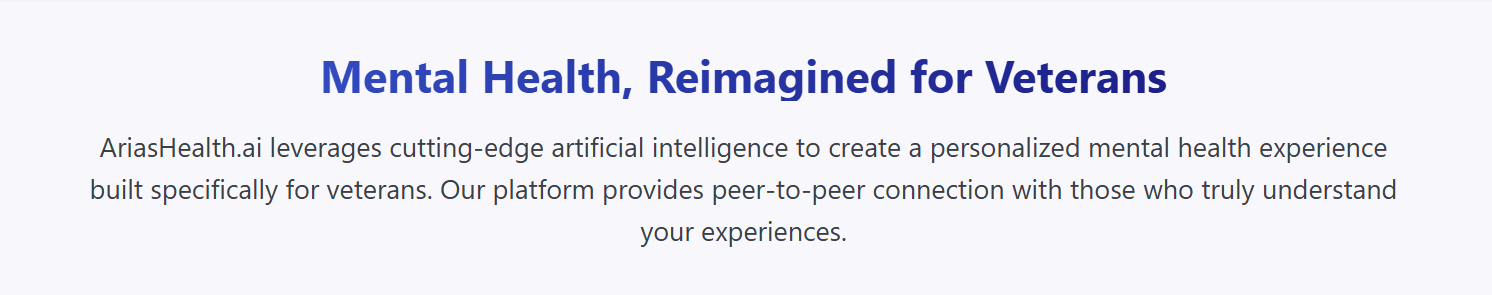 Mental Health, Reimagined for Veterans
AriasHealth.ai leverages cutting-edge artificial intelligence to create a personalized mental health experience
built specifically for veterans. Our platform provides peer-to-peer connection with those who truly understand
your experiences.